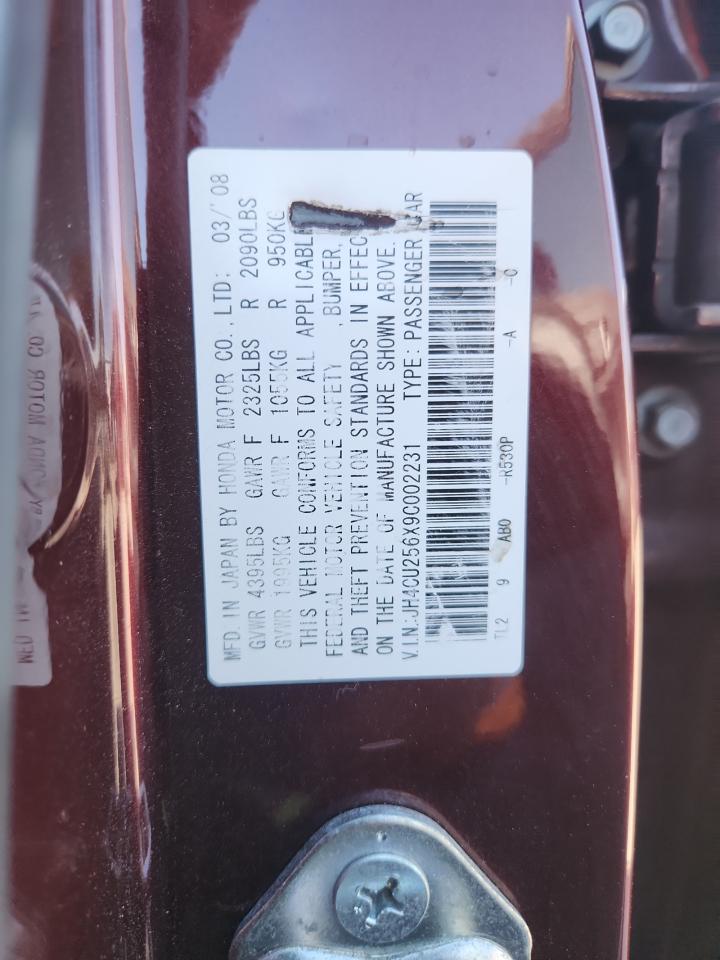 MFD. IN JAPAN BY HONDA MOTOR CO., LTD: 03/'08
GVWR 4395LBS GAWR F 2325LBS R 2090LBS
GVWR 1995KG GAWR F 1055KG R 950KG
THIS VEHICLE CONFORMS TO ALL APPLICABLE
FEDERAL MOTOR VEHICLE SAFETY , BUMPER,
AND THEFT PREVENTION STANDARDS IN EFFECT
ON THE DATE OF MANUFACTURE SHOWN ABOVE.
V.I.N.:JH4CU256X9C002231 TYPE: PASSENGER CAR
TL2 9 AB0 -R530P -A -C